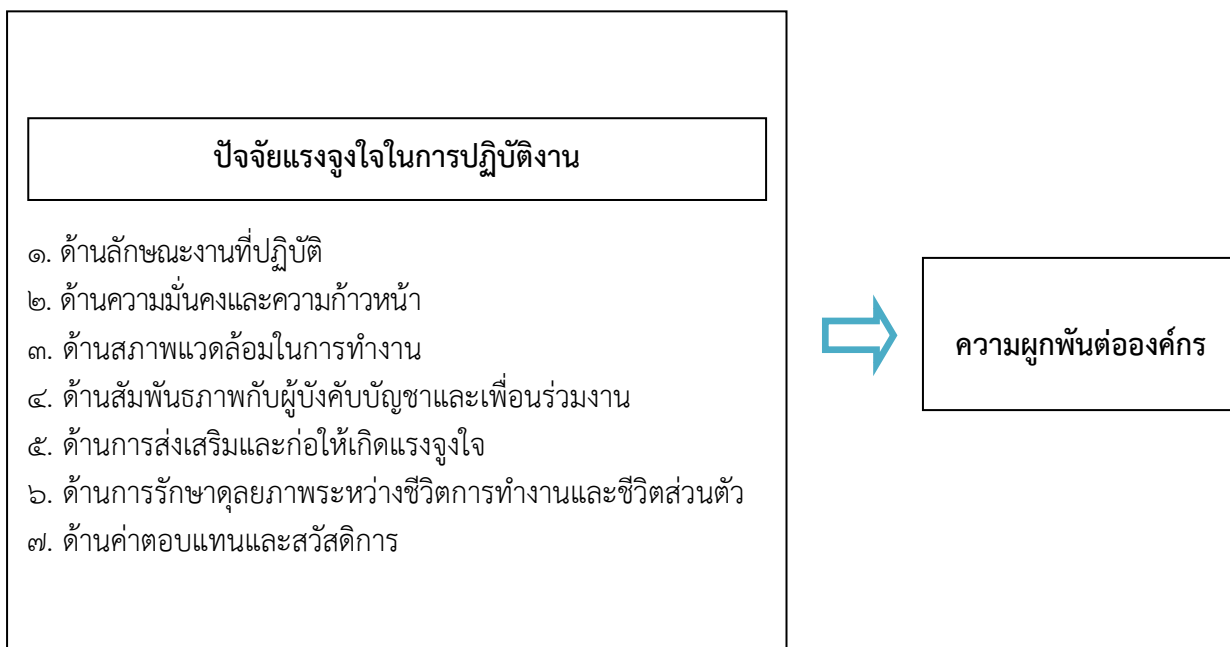 ปัจจัยแรงจูงใจในการปฏิบัติงาน
๑. ด้านลักษณะงานที่ปฏิบัติ
๒. ด้านความมั่นคงและความก้าวหน้า
๓. ด้านสภาพแวดล้อมในการทำงาน
๔. ด้านสัมพันธภาพกับผู้บังคับบัญชาและเพื่อนร่วมงาน
๕. ด้านการส่งเสริมและก่อให้เกิดแรงจูงใจ
๖. ด้านการรักษาดุลยภาพระหว่างชีวิตการทำงานและชีวิตส่วนตัว
๗. ด้านค่าตอบแทนและสวัสดิการ
ความผูกพันต่อองค์กร